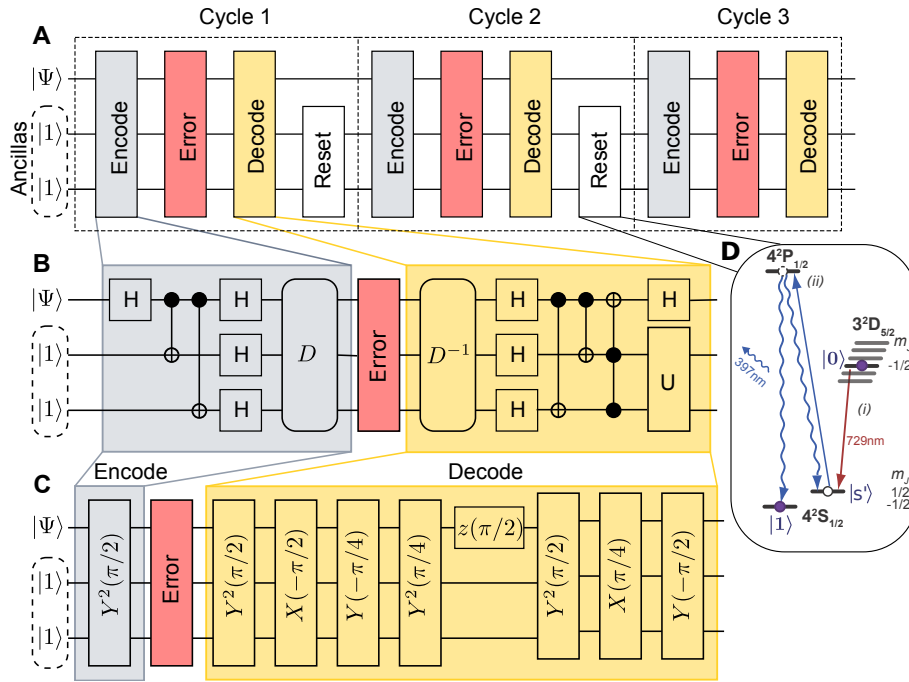 Cycle 1
Cycle 2
Cycle 3
A
|Ψ⟩
Ancillas
|1⟩
|1⟩
Encode
Error
Decode
Reset
Encode
Error
Decode
Reset
Encode
Error
Decode
B
|Ψ⟩
|1⟩
|1⟩
H
H
H
H
D
Error
D⁻¹
H
H
H
H
U
Encode
Decode
C
|Ψ⟩
|1⟩
|1⟩
Y²(π/2)
Error
Y²(π/2)
X(−π/2)
Y(−π/4)
Y²(π/4)
z(π/2)
Y²(π/2)
X(π/4)
Y(−π/2)
D
4²P₁/₂
(ii)
3²D₅/₂
mⱼ
|0⟩
-1/2
397nm
(i)
729nm
mⱼ
|s'⟩
1/2
-1/2
4²S₁/₂
|1⟩